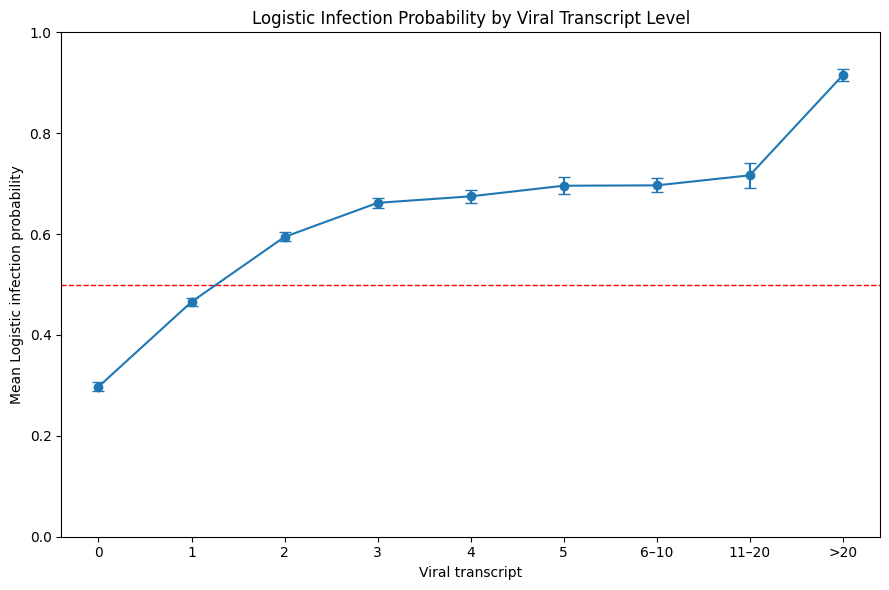 Logistic Infection Probability by Viral Transcript Level
Mean Logistic infection probability
1.0
0.8
0.6
0.4
0.2
0.0
0 1 2 3 4 5 6–10 11–20 >20
Viral transcript